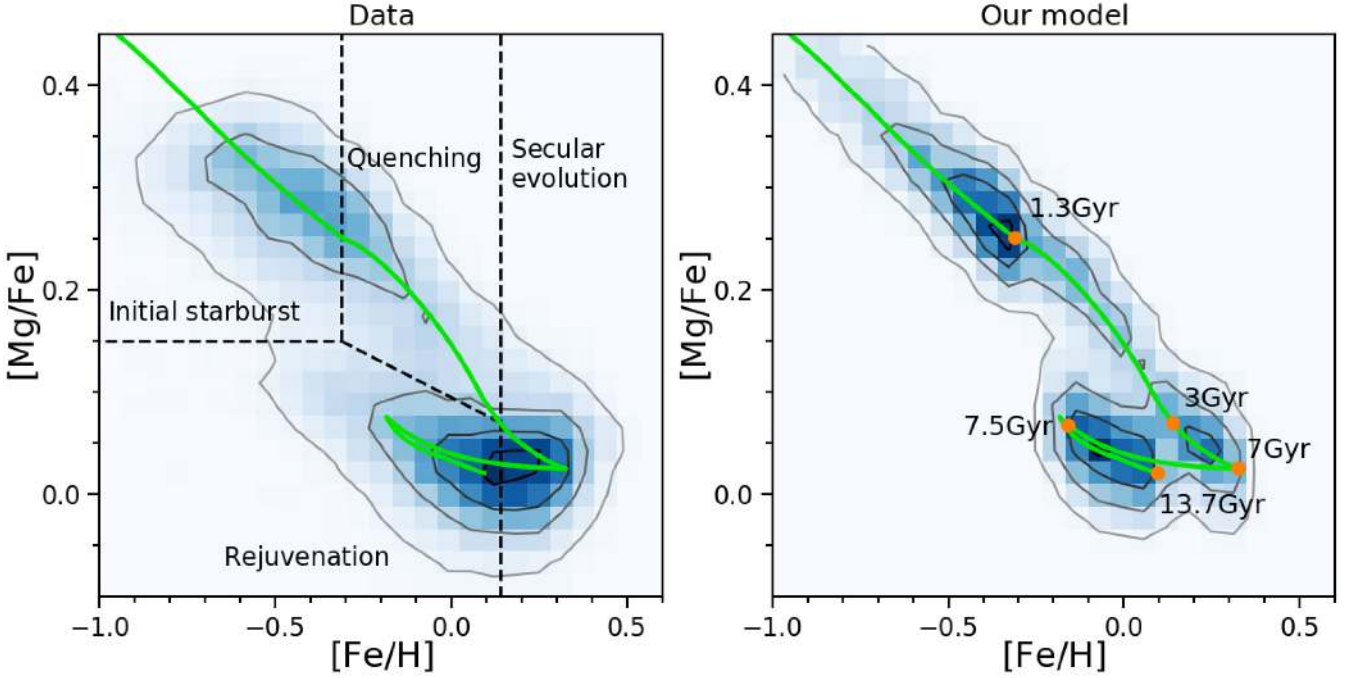 Data
[Mg/Fe]
0.4
0.2
0.0
Quenching
Secular
evolution
Initial starburst
Rejuvenation
−1.0
−0.5
0.0
0.5
[Fe/H]
Our model
[Mg/Fe]
0.4
0.2
0.0
1.3Gyr
3Gyr
7.5Gyr
7Gyr
13.7Gyr
−1.0
−0.5
0.0
0.5
[Fe/H]